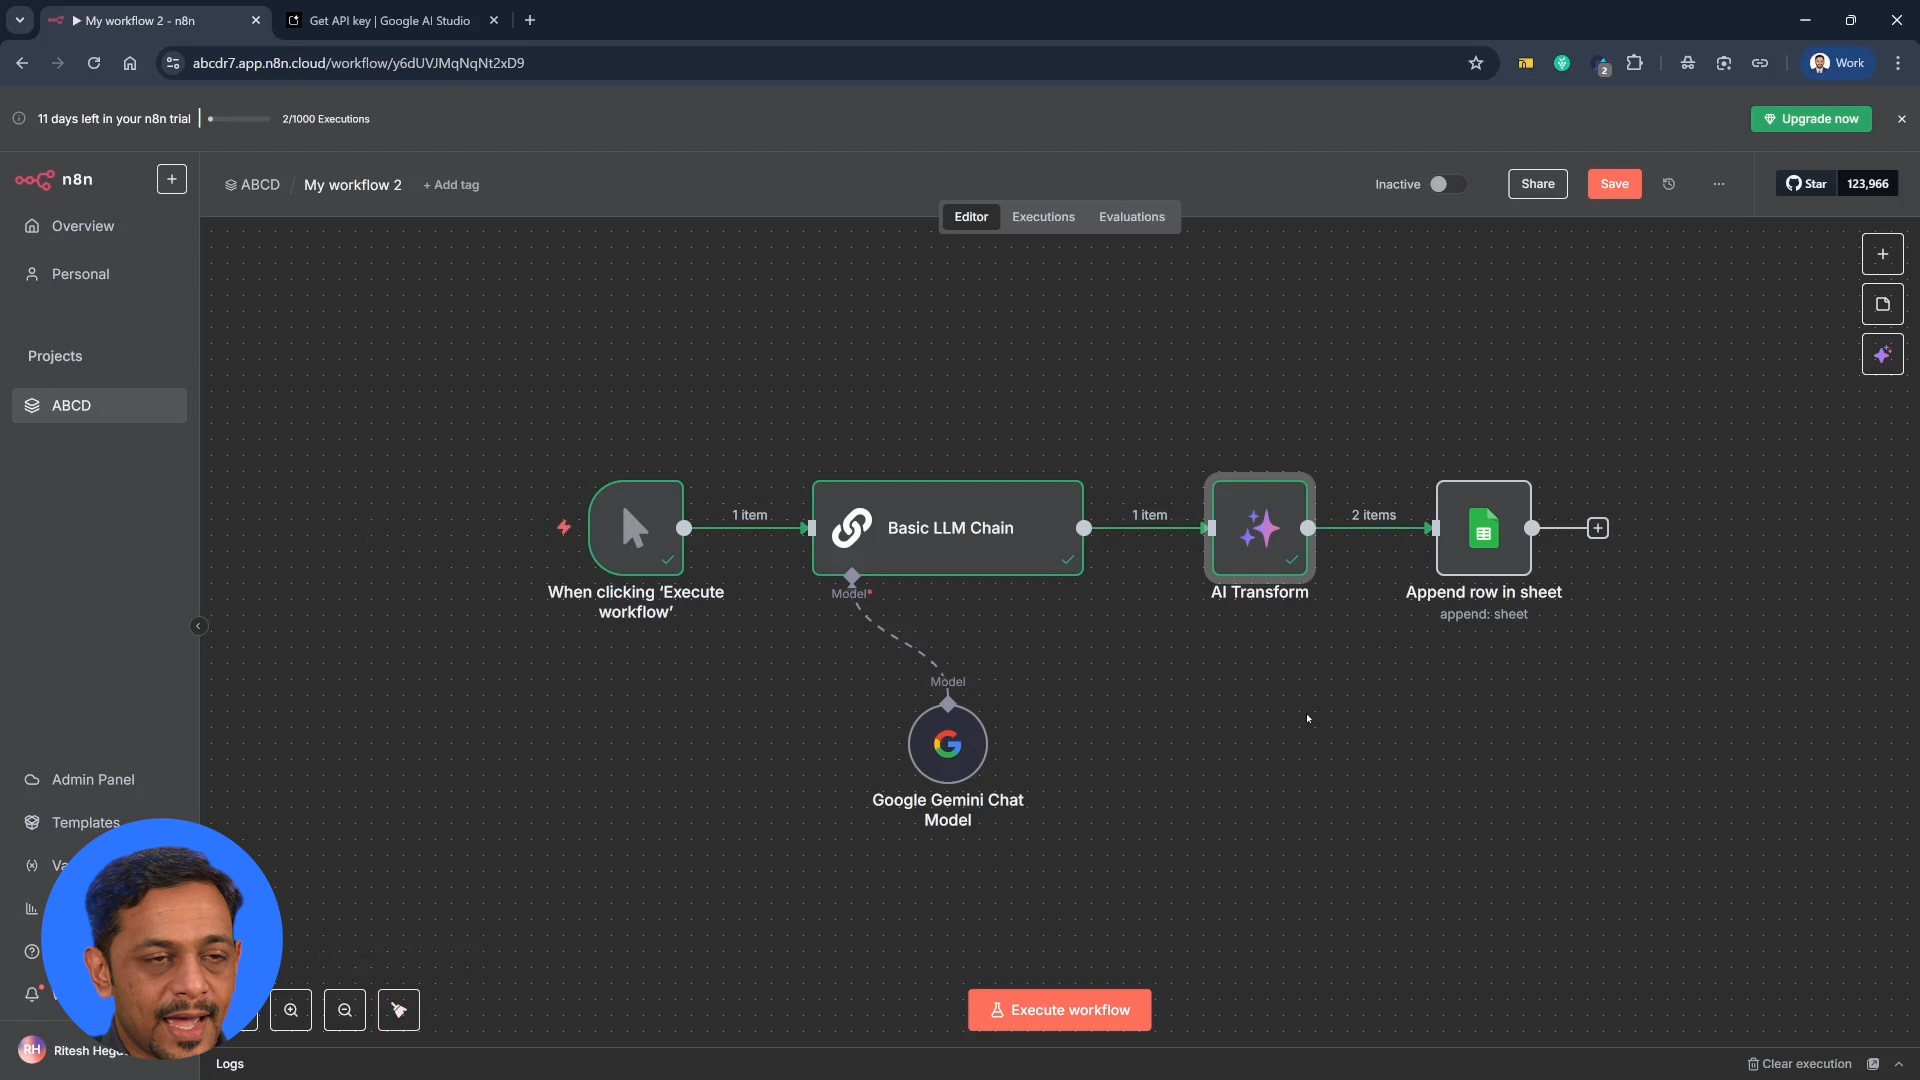 My workflow 2 - n8n
Get API key | Google AI Studio
abcdr7.app.n8n.cloud/workflow/y6dUVJMqNqNt2xD9
2
Work
11 days left in your n8n trial
2/1000 Executions
Upgrade now
n8n
ABCD / My workflow 2 + Add tag
Inactive
Share
Save
Star 123,966
Editor
Executions
Evaluations
Overview
Personal
Projects
ABCD
1 item
1 item
2 items
Basic LLM Chain
When clicking ‘Execute
workflow’
Model*
AI Transform
Append row in sheet
append: sheet
Model
Google Gemini Chat
Model
Admin Panel
Templates
Execute workflow
RH
Ritesh
Logs
Clear execution